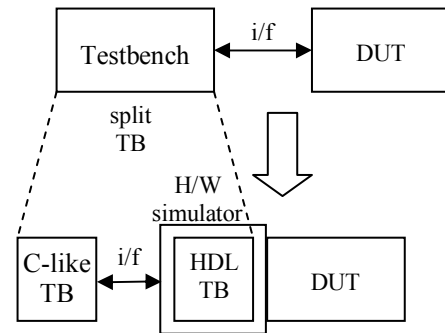 Testbench
i/f
DUT
split
TB
H/W
simulator
C-like
TB
i/f
HDL
TB
DUT